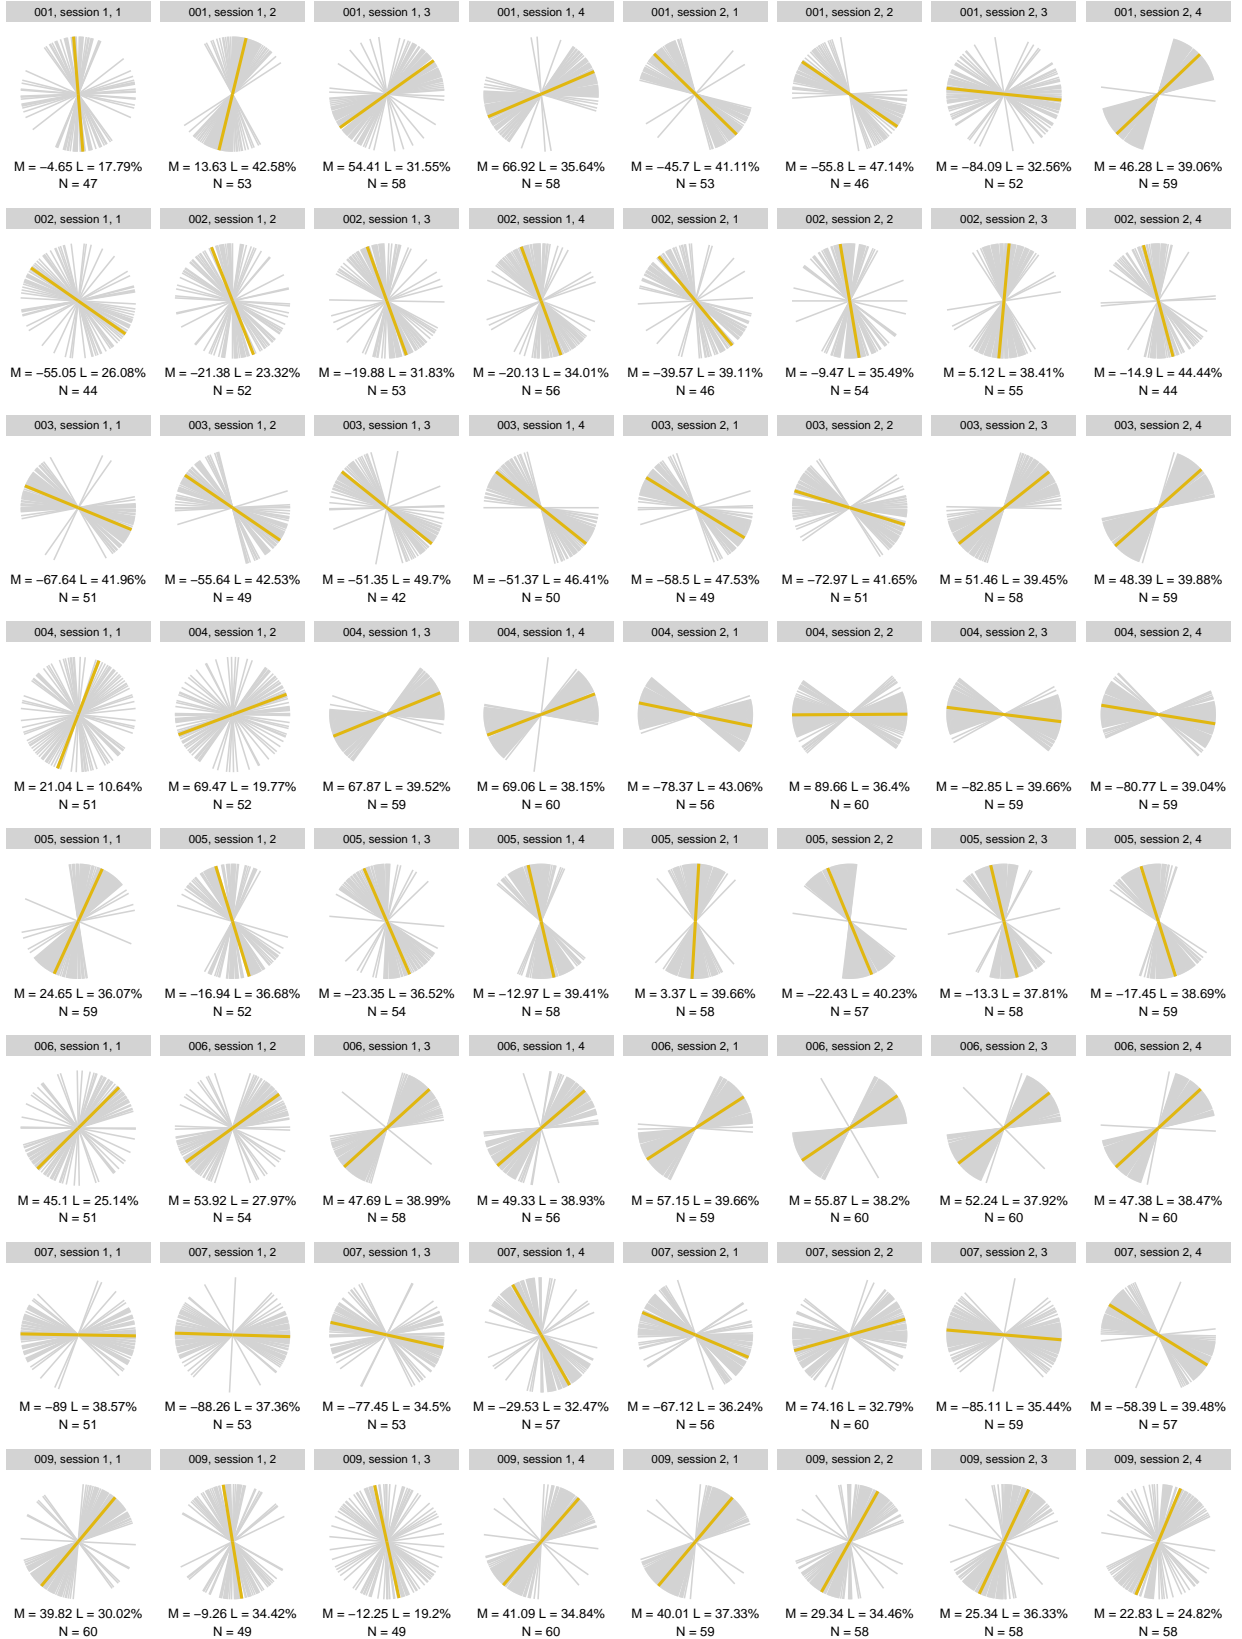 001, session 1, 1 001, session 1, 2 001, session 1, 3 001, session 1, 4 001, session 2, 1 001, session 2, 2 001, session 2, 3 001, session 2, 4
M = −4.65 L = 17.79% M = 13.63 L = 42.58% M = 54.41 L = 31.55% M = 66.92 L = 35.64% M = −45.7 L = 41.11% M = −55.8 L = 47.14% M = −84.09 L = 32.56% M = 46.28 L = 39.06%
N = 47 N = 53 N = 58 N = 58 N = 53 N = 46 N = 52 N = 59
002, session 1, 1 002, session 1, 2 002, session 1, 3 002, session 1, 4 002, session 2, 1 002, session 2, 2 002, session 2, 3 002, session 2, 4
M = −55.05 L = 26.08% M = −21.38 L = 23.32% M = −19.88 L = 31.83% M = −20.13 L = 34.01% M = −39.57 L = 39.11% M = −9.47 L = 35.49% M = 5.12 L = 38.41% M = −14.9 L = 44.44%
N = 44 N = 52 N = 53 N = 56 N = 46 N = 54 N = 55 N = 44
003, session 1, 1 003, session 1, 2 003, session 1, 3 003, session 1, 4 003, session 2, 1 003, session 2, 2 003, session 2, 3 003, session 2, 4
M = −67.64 L = 41.96% M = −55.64 L = 42.53% M = −51.35 L = 49.7% M = −51.37 L = 46.41% M = −58.5 L = 47.53% M = −72.97 L = 41.65% M = 51.46 L = 39.45% M = 48.39 L = 39.88%
N = 51 N = 49 N = 42 N = 50 N = 49 N = 51 N = 58 N = 59
004, session 1, 1 004, session 1, 2 004, session 1, 3 004, session 1, 4 004, session 2, 1 004, session 2, 2 004, session 2, 3 004, session 2, 4
M = 21.04 L = 10.64% M = 69.47 L = 19.77% M = 67.87 L = 39.52% M = 69.06 L = 38.15% M = −78.37 L = 43.06% M = 89.66 L = 36.4% M = −82.85 L = 39.66% M = −80.77 L = 39.04%
N = 51 N = 52 N = 59 N = 60 N = 56 N = 60 N = 59 N = 59
005, session 1, 1 005, session 1, 2 005, session 1, 3 005, session 1, 4 005, session 2, 1 005, session 2, 2 005, session 2, 3 005, session 2, 4
M = 24.65 L = 36.07% M = −16.94 L = 36.68% M = −23.35 L = 36.52% M = −12.97 L = 39.41% M = 3.37 L = 39.66% M = −22.43 L = 40.23% M = −13.3 L = 37.81% M = −17.45 L = 38.69%
N = 59 N = 52 N = 54 N = 58 N = 58 N = 57 N = 58 N = 59
006, session 1, 1 006, session 1, 2 006, session 1, 3 006, session 1, 4 006, session 2, 1 006, session 2, 2 006, session 2, 3 006, session 2, 4
M = 45.1 L = 25.14% M = 53.92 L = 27.97% M = 47.69 L = 38.99% M = 49.33 L = 38.93% M = 57.15 L = 39.66% M = 55.87 L = 38.2% M = 52.24 L = 37.92% M = 47.38 L = 38.47%
N = 51 N = 54 N = 58 N = 56 N = 59 N = 60 N = 60 N = 60
007, session 1, 1 007, session 1, 2 007, session 1, 3 007, session 1, 4 007, session 2, 1 007, session 2, 2 007, session 2, 3 007, session 2, 4
M = −89 L = 38.57% M = −88.26 L = 37.36% M = −77.45 L = 34.5% M = −29.53 L = 32.47% M = −67.12 L = 36.24% M = 74.16 L = 32.79% M = −85.11 L = 35.44% M = −58.39 L = 39.48%
N = 51 N = 53 N = 53 N = 57 N = 56 N = 60 N = 59 N = 57
009, session 1, 1 009, session 1, 2 009, session 1, 3 009, session 1, 4 009, session 2, 1 009, session 2, 2 009, session 2, 3 009, session 2, 4
M = 39.82 L = 30.02% M = −9.26 L = 34.42% M = −12.25 L = 19.2% M = 41.09 L = 34.84% M = 40.01 L = 37.33% M = 29.34 L = 34.46% M = 25.34 L = 36.33% M = 22.83 L = 24.82%
N = 60 N = 49 N = 49 N = 60 N = 59 N = 58 N = 58 N = 58